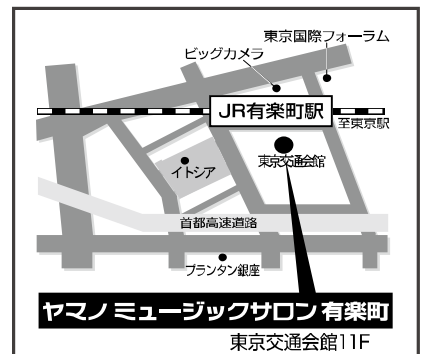 東京国際フォーラム
ビックカメラ
JR有楽町駅
至東京駅
東京交通会館
イトシア
首都高速道路
プランタン銀座
ヤマノ ミュージックサロン 有楽町
東京交通会館11F